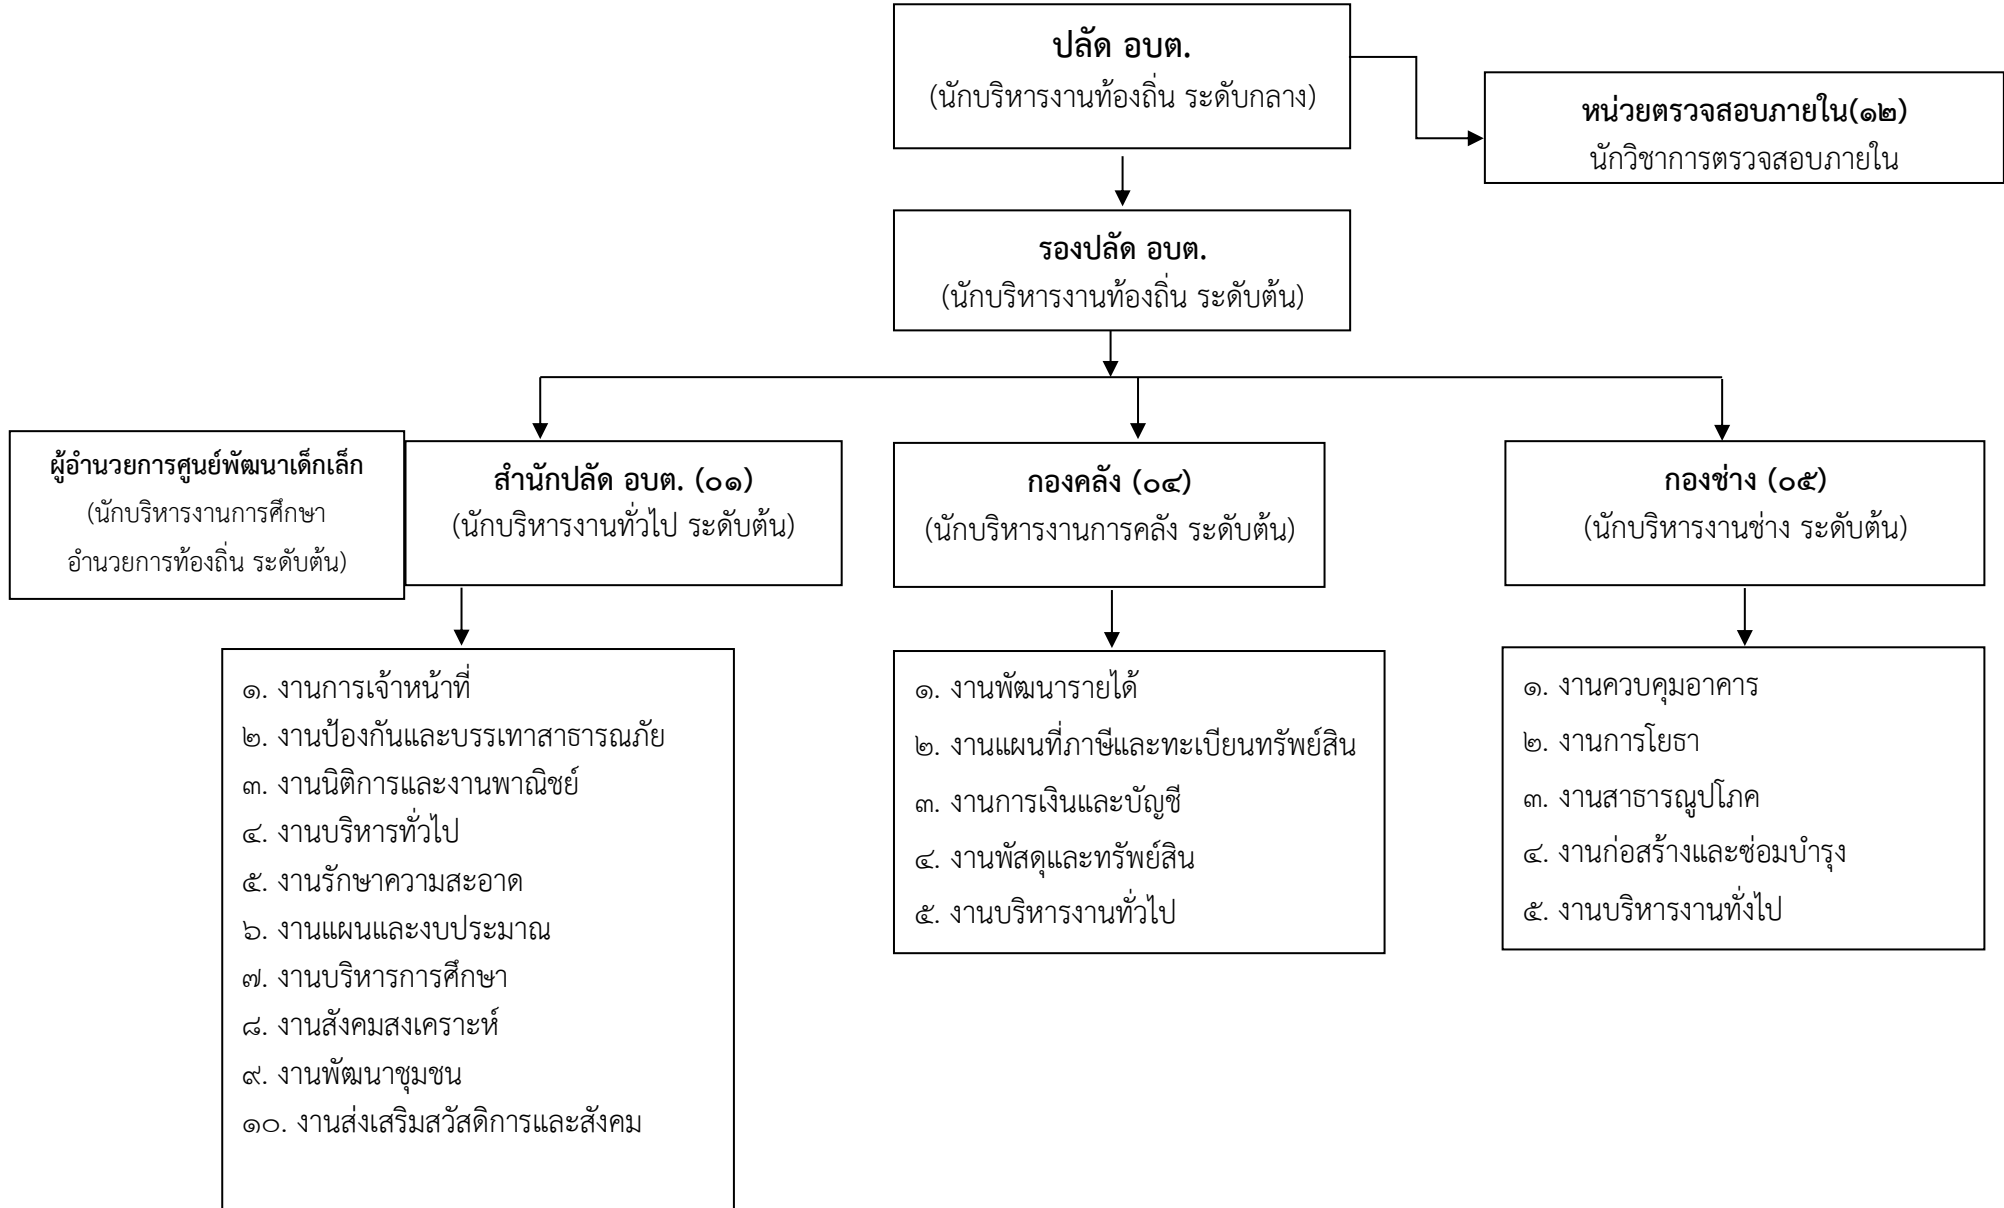 ปลัด อบต.
(นักบริหารงานท้องถิ่น ระดับกลาง)
หน่วยตรวจสอบภายใน(๑๒)
นักวิชาการตรวจสอบภายใน
รองปลัด อบต.
(นักบริหารงานท้องถิ่น ระดับต้น)
ผู้อำนวยการศูนย์พัฒนาเด็กเล็ก
(นักบริหารงานการศึกษา
อำนวยการท้องถิ่น ระดับต้น)
สำนักปลัด อบต. (๐๑)
(นักบริหารงานทั่วไป ระดับต้น)
กองคลัง (๐๔)
(นักบริหารงานการคลัง ระดับต้น)
กองช่าง (๐๕)
(นักบริหารงานช่าง ระดับต้น)
๑. งานการเจ้าหน้าที่
๒. งานป้องกันและบรรเทาสาธารณภัย
๓. งานนิติการและงานพาณิชย์
๔. งานบริหารทั่วไป
๕. งานรักษาความสะอาด
๖. งานแผนและงบประมาณ
๗. งานบริหารการศึกษา
๘. งานสังคมสงเคราะห์
๙. งานพัฒนาชุมชน
๑๐. งานส่งเสริมสวัสดิการและสังคม
๑. งานพัฒนารายได้
๒. งานแผนที่ภาษีและทะเบียนทรัพย์สิน
๓. งานการเงินและบัญชี
๔. งานพัสดุและทรัพย์สิน
๕. งานบริหารงานทั่วไป
๑. งานควบคุมอาคาร
๒. งานการโยธา
๓. งานสาธารณูปโภค
๔. งานก่อสร้างและซ่อมบำรุง
๕. งานบริหารงานทั่งไป